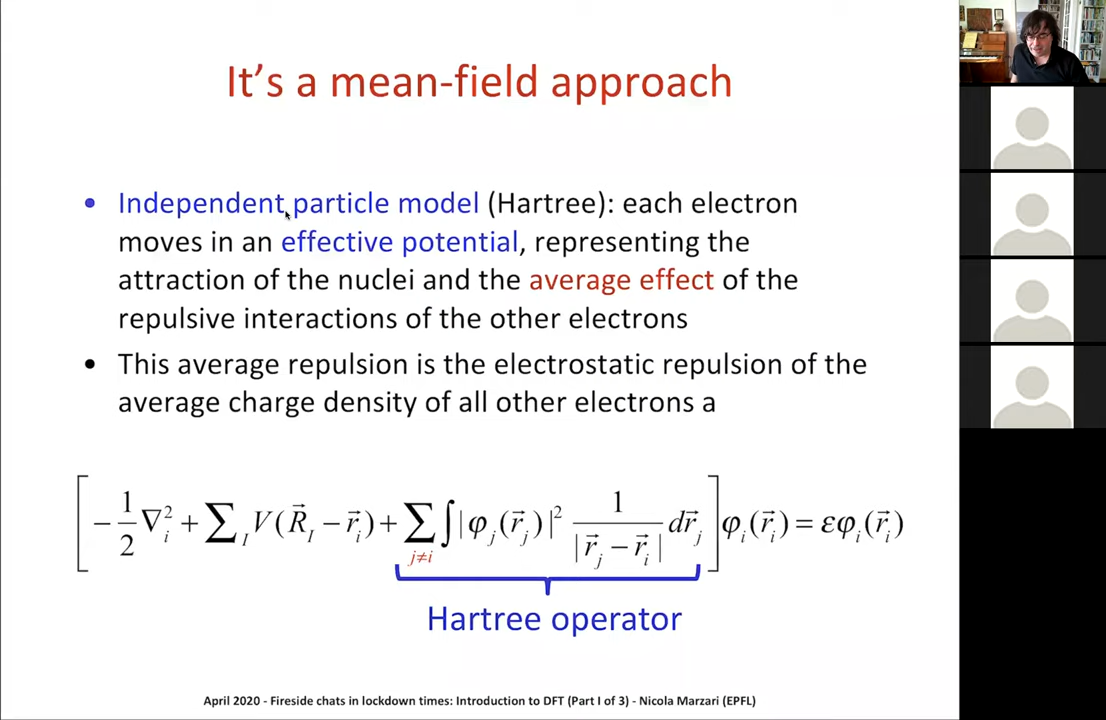 It's a mean-field approach
• Independent particle model (Hartree): each electron
moves in an effective potential, representing the
attraction of the nuclei and the average effect of the
repulsive interactions of the other electrons
• This average repulsion is the electrostatic repulsion of the
average charge density of all other electrons a
[ −1/2 ∇ᵢ² + ∑_I V(R⃗_I − r⃗ᵢ) + ∑_{j≠i} ∫ |φⱼ(r⃗ⱼ)|² 1/|r⃗ⱼ − r⃗ᵢ| dr⃗ⱼ ] φᵢ(r⃗ᵢ) = εφᵢ(r⃗ᵢ)
Hartree operator
April 2020 - Fireside chats in lockdown times: Introduction to DFT (Part I of 3) - Nicola Marzari (EPFL)